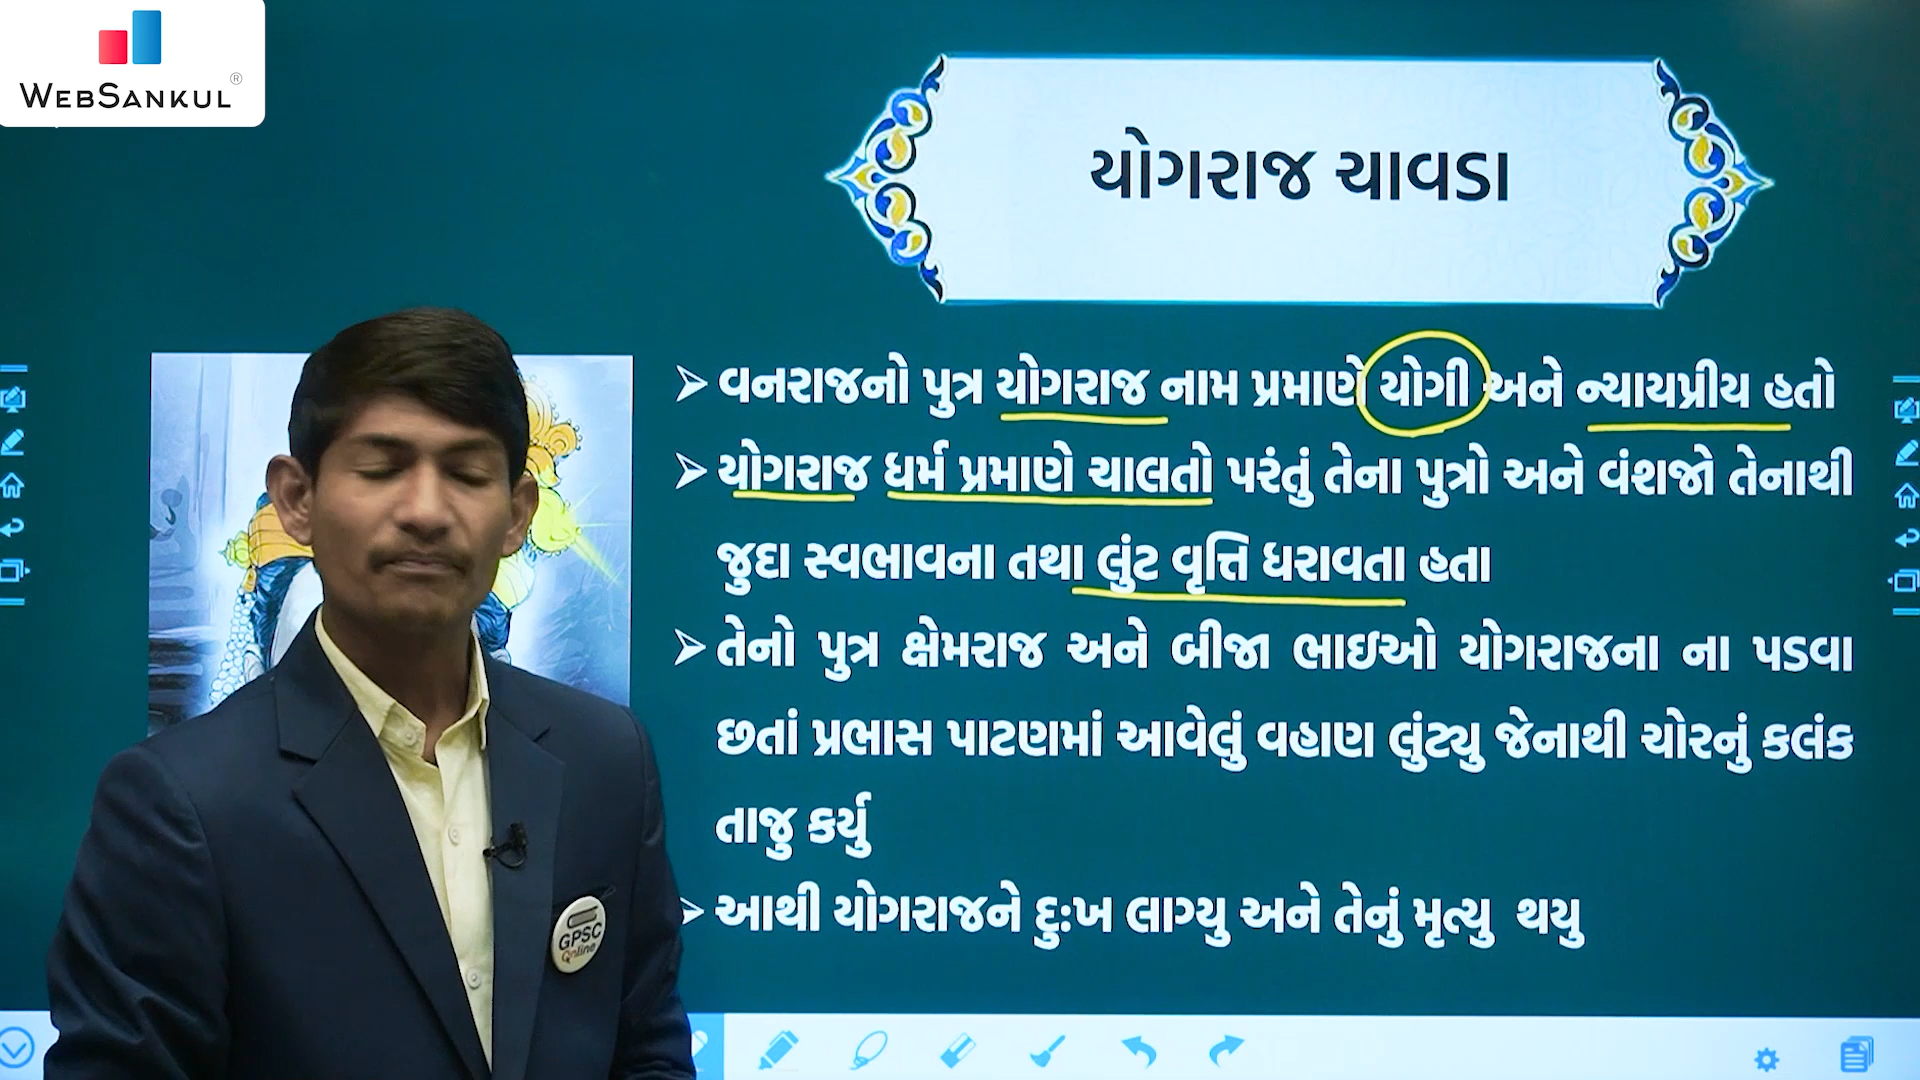 WEBSANKUL®
યોગરાજ ચાવડા
➢ વનરાજનો પુત્ર યોગરાજ નામ પ્રમાણે યોગી અને ન્યાયપ્રીય હતો
➢ યોગરાજ ધર્મ પ્રમાણે ચાલતો પરંતું તેના પુત્રો અને વંશજો તેનાથી
જુદા સ્વભાવના તથા લુંટ વૃત્તિ ધરાવતા હતા
➢ તેનો પુત્ર ક્ષેમરાજ અને બીજા ભાઇઓ યોગરાજના ના પડવા
છતાં પ્રભાસ પાટણમાં આવેલું વહાણ લુંટ્યુ જેનાથી ચોરનું કલંક
તાજુ કર્યુ
➢ આથી યોગરાજને દુઃખ લાગ્યુ અને તેનું મૃત્યુ થયુ
GPSC
Online